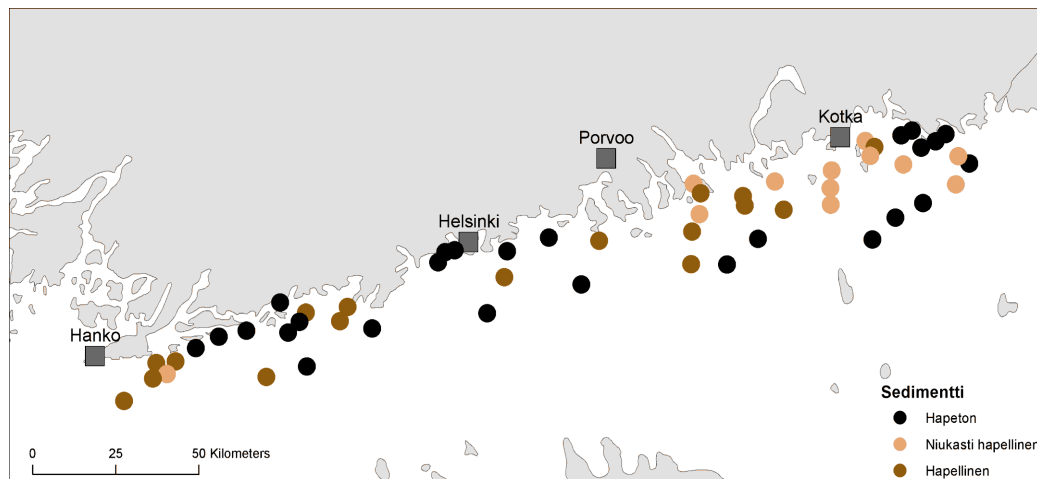 Kotka
Porvoo
Helsinki
Hanko
Sedimentti
Hapeton
Niukasti hapellinen
Hapellinen
0 25 50 Kilometers